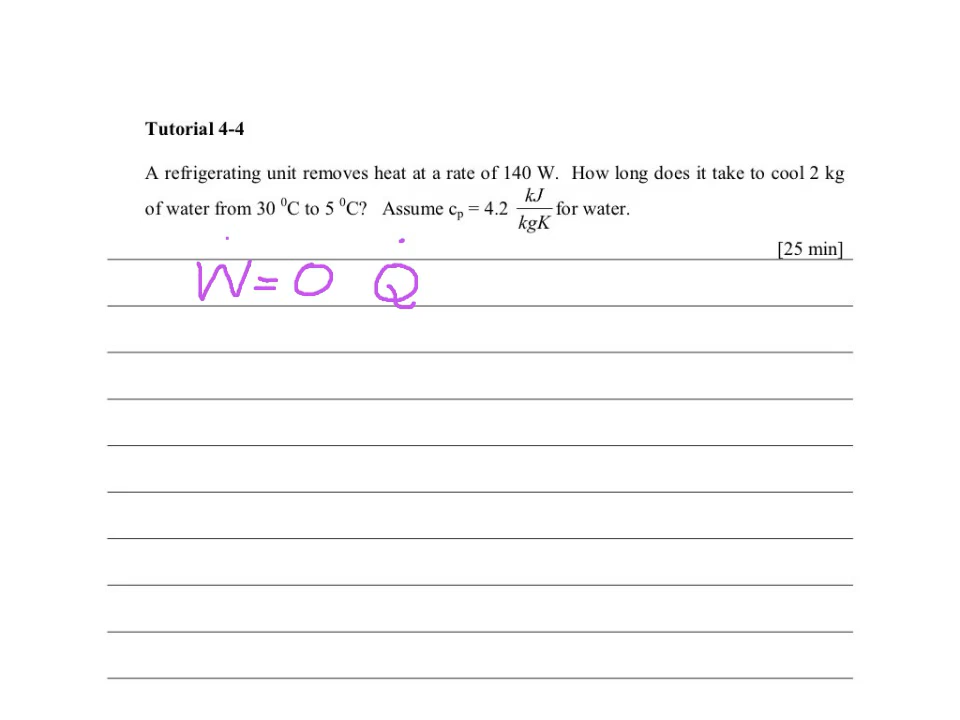 Tutorial 4-4
A refrigerating unit removes heat at a rate of 140 W. How long does it take to cool 2 kg
of water from 30 ⁰C to 5 ⁰C? Assume cₚ = 4.2 kJ/kgK for water.
[25 min]
Ẇ = 0 Q̇